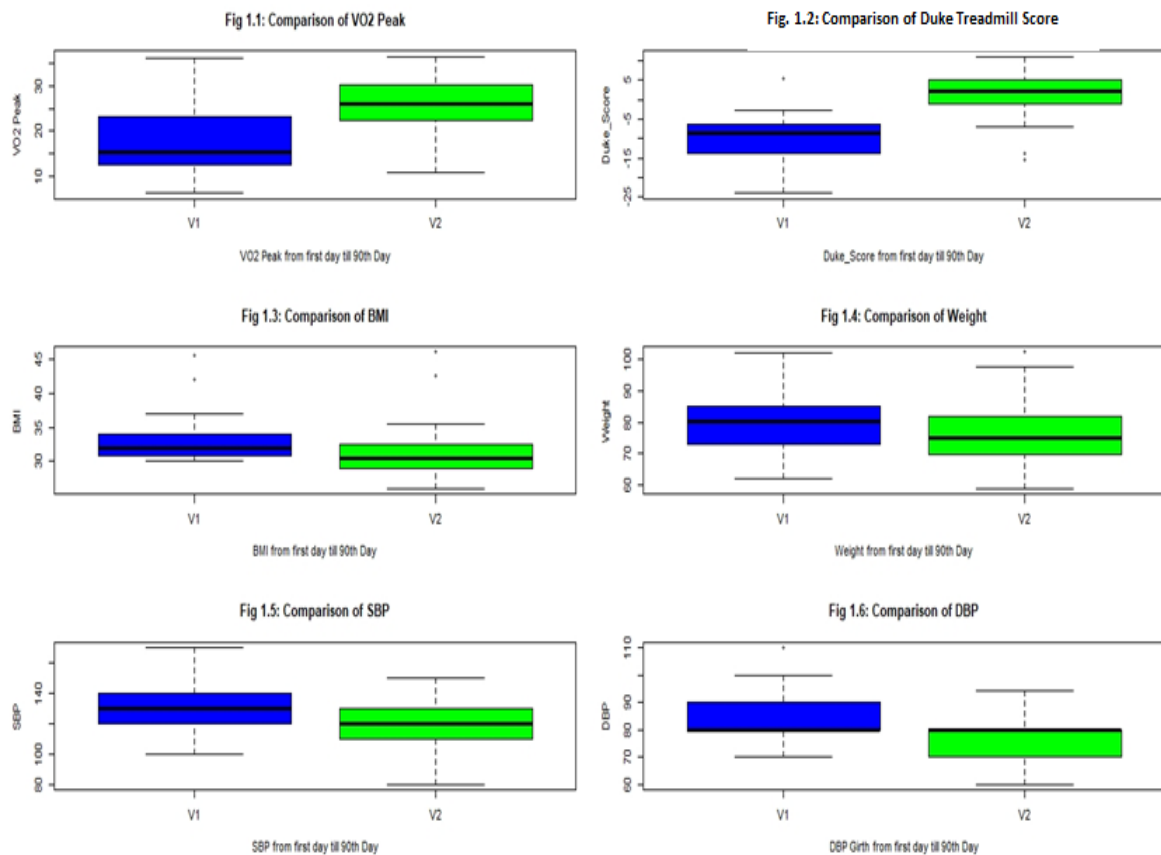 Fig 1.1: Comparison of VO2 Peak
VO2 Peak
30
20
10
V1
V2
VO2 Peak from first day till 90th Day
Fig. 1.2: Comparison of Duke Treadmill Score
Duke_Score
5
-5
-15
-25
V1
V2
Duke_Score from first day till 90th Day
Fig 1.3: Comparison of BMI
BMI
45
40
35
30
V1
V2
BMI from first day till 90th Day
Fig 1.4: Comparison of Weight
Weight
100
90
80
70
60
V1
V2
Weight from first day till 90th Day
Fig 1.5: Comparison of SBP
SBP
140
120
100
80
V1
V2
SBP from first day till 90th Day
Fig 1.6: Comparison of DBP
DBP
110
90
80
70
60
V1
V2
DBP Girth from first day till 90th Day